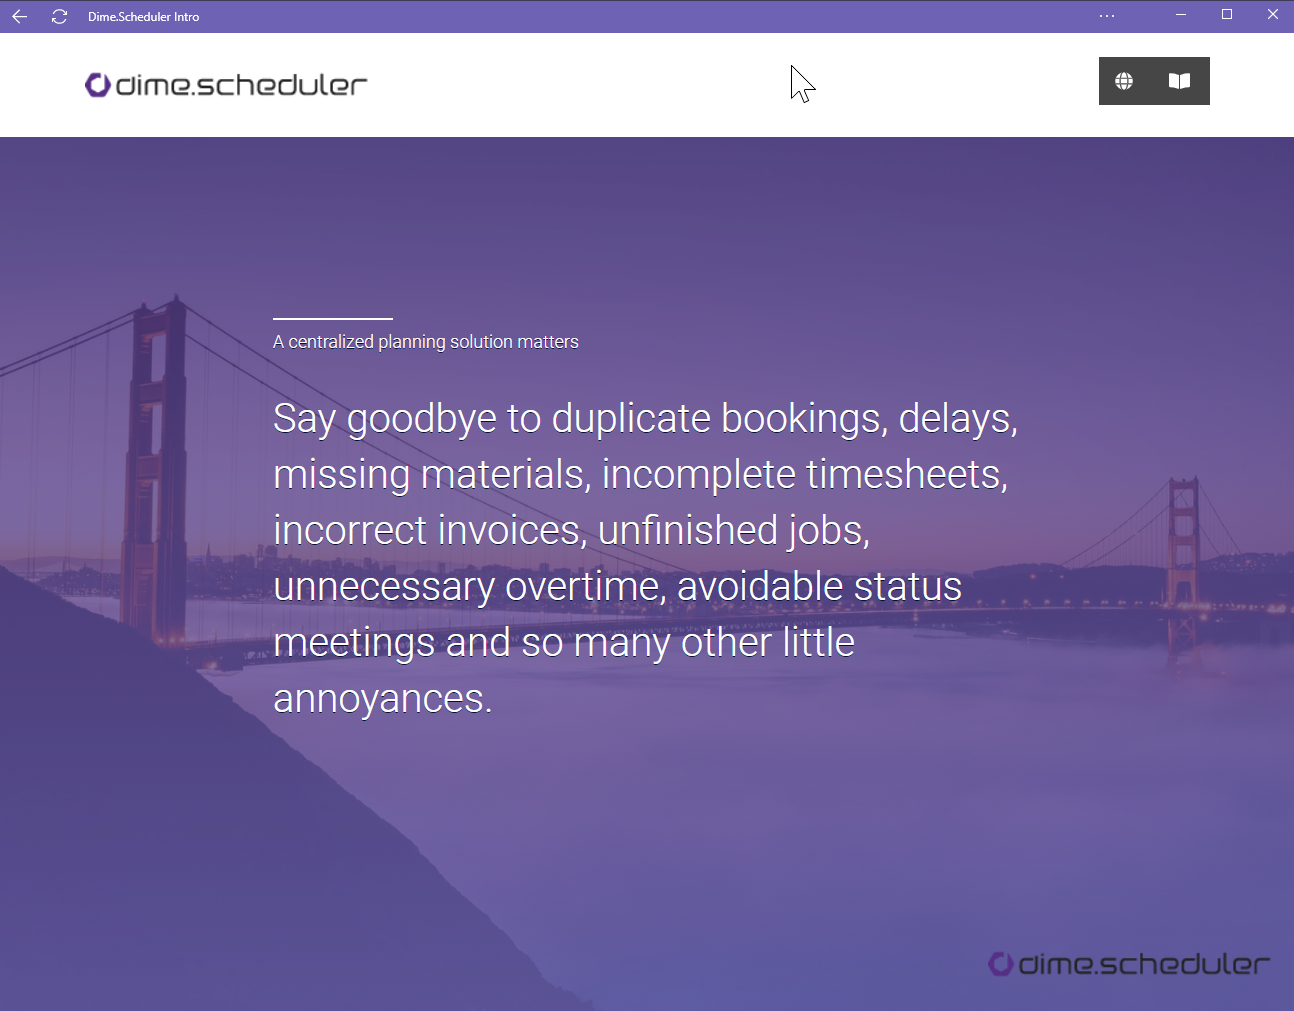 Dime.Scheduler Intro
dime.scheduler
A centralized planning solution matters
Say goodbye to duplicate bookings, delays,
missing materials, incomplete timesheets,
incorrect invoices, unfinished jobs,
unnecessary overtime, avoidable status
meetings and so many other little
annoyances.
dime.scheduler